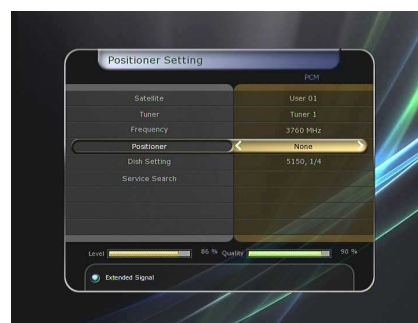 Positioner Setting
PCM
Satellite User 01
Tuner Tuner 1
Frequency 3760 MHz
Positioner None
Dish Setting 5150, 1/4
Service Search
Level 86 % Quality 90 %
Extended Signal